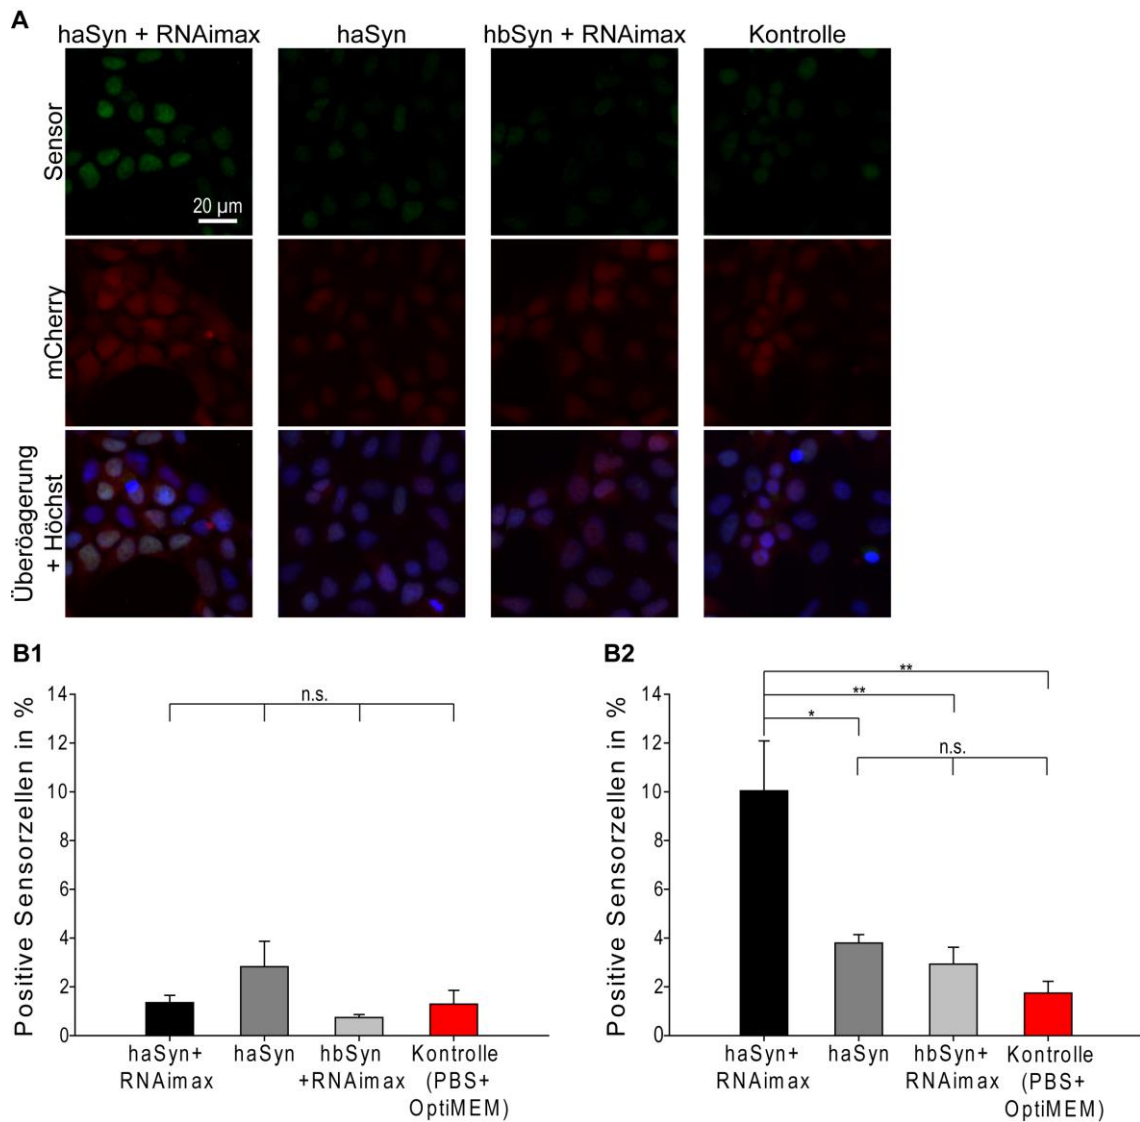 A
haSyn + RNAimax
haSyn
hbSyn + RNAimax
Kontrolle
Sensor
20 µm
mCherry
Überöagerung
+ Höchst
B1
Positive Sensorzellen in %
14
12
10
8
6
4
2
0
n.s.
haSyn+
RNAimax
haSyn
hbSyn
+RNAimax
Kontrolle
(PBS+
OptiMEM)
B2
Positive Sensorzellen in %
14
12
10
8
6
4
2
0
**
**
*
n.s.
haSyn+
RNAimax
haSyn
hbSyn+
RNAimax
Kontrolle
(PBS+
OptiMEM)